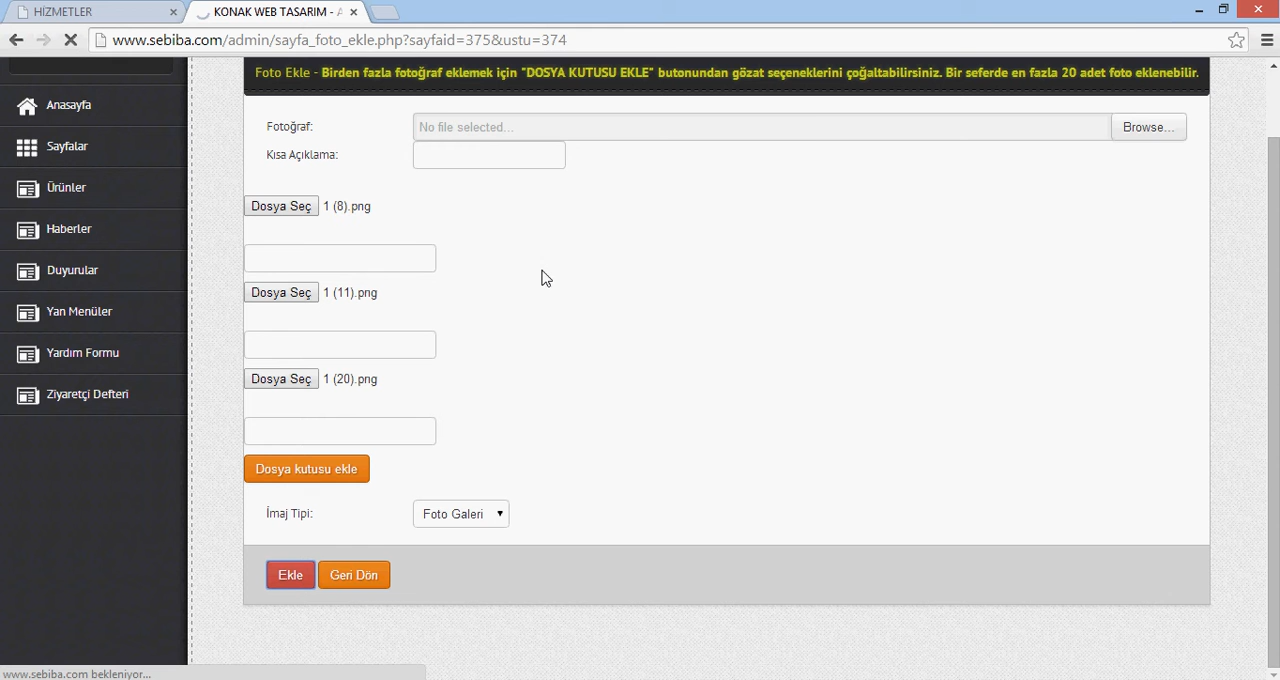 HİZMETLER
KONAK WEB TASARIM - A
www.sebiba.com/admin/sayfa_foto_ekle.php?sayfaid=375&ustu=374
Foto Ekle - Birden fazla fotoğraf eklemek için "DOSYA KUTUSU EKLE" butonundan gözat seçeneklerini çoğaltabilirsiniz. Bir seferde en fazla 20 adet foto eklenebilir.
Anasayfa
Sayfalar
Ürünler
Haberler
Duyurular
Yan Menüler
Yardım Formu
Ziyaretçi Defteri
Fotoğraf:
No file selected...
Browse...
Kısa Açıklama:
Dosya Seç 1 (8).png
Dosya Seç 1 (11).png
Dosya Seç 1 (20).png
Dosya kutusu ekle
İmaj Tipi:
Foto Galeri
Ekle
Geri Dön
www.sebiba.com bekleniyor...